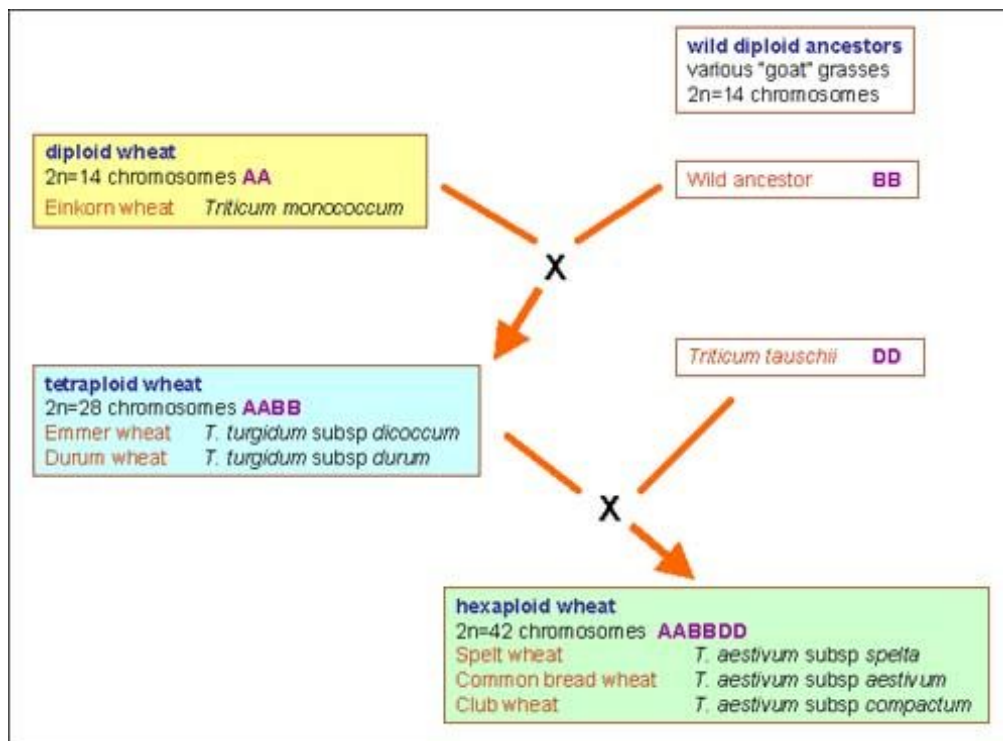 wild diploid ancestors
various "goat" grasses
2n=14 chromosomes
diploid wheat
2n=14 chromosomes AA
Einkorn wheat Triticum monococcum
Wild ancestor BB
X
Triticum tauschii DD
tetraploid wheat
2n=28 chromosomes AABB
Emmer wheat T. turgidum subsp dicoccum
Durum wheat T. turgidum subsp durum
X
hexaploid wheat
2n=42 chromosomes AABBDD
Spelt wheat T. aestivum subsp spelta
Common bread wheat T. aestivum subsp aestivum
Club wheat T. aestivum subsp compactum